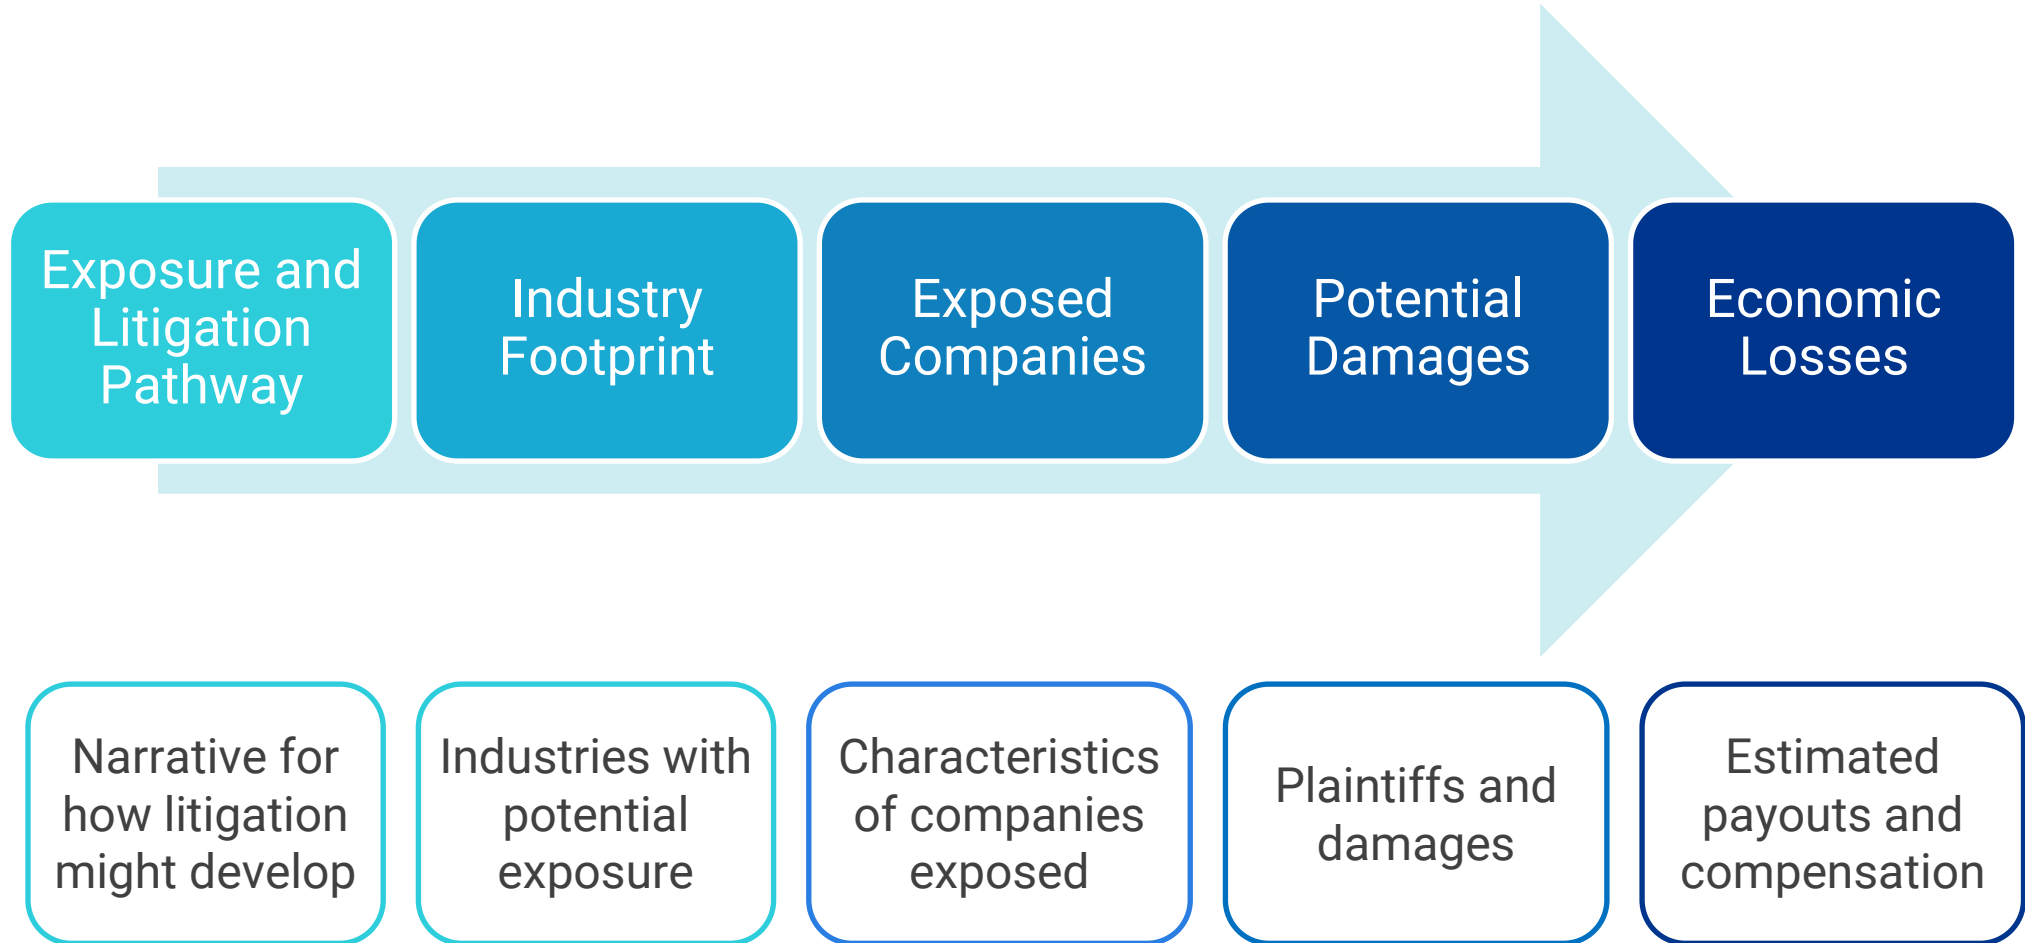 Exposure and
Litigation
Pathway
Industry
Footprint
Exposed
Companies
Potential
Damages
Economic
Losses
Narrative for
how litigation
might develop
Industries with
potential
exposure
Characteristics
of companies
exposed
Plaintiffs and
damages
Estimated
payouts and
compensation